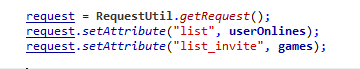 request = RequestUtil.getRequest();
request.setAttribute("list", userOnlines);
request.setAttribute("list_invite", games);